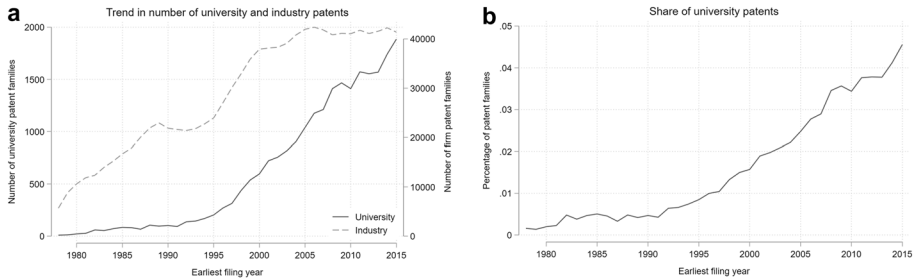 a
Trend in number of university and industry patents
Number of university patent families
2000
1500
1000
500
0
40000
30000
20000
10000
0
Number of firm patent families
1980 1985 1990 1995 2000 2005 2010 2015
Earliest filing year
University
Industry
b
Share of university patents
Percentage of patent families
.05
.04
.03
.02
.01
0
1980 1985 1990 1995 2000 2005 2010 2015
Earliest filing year